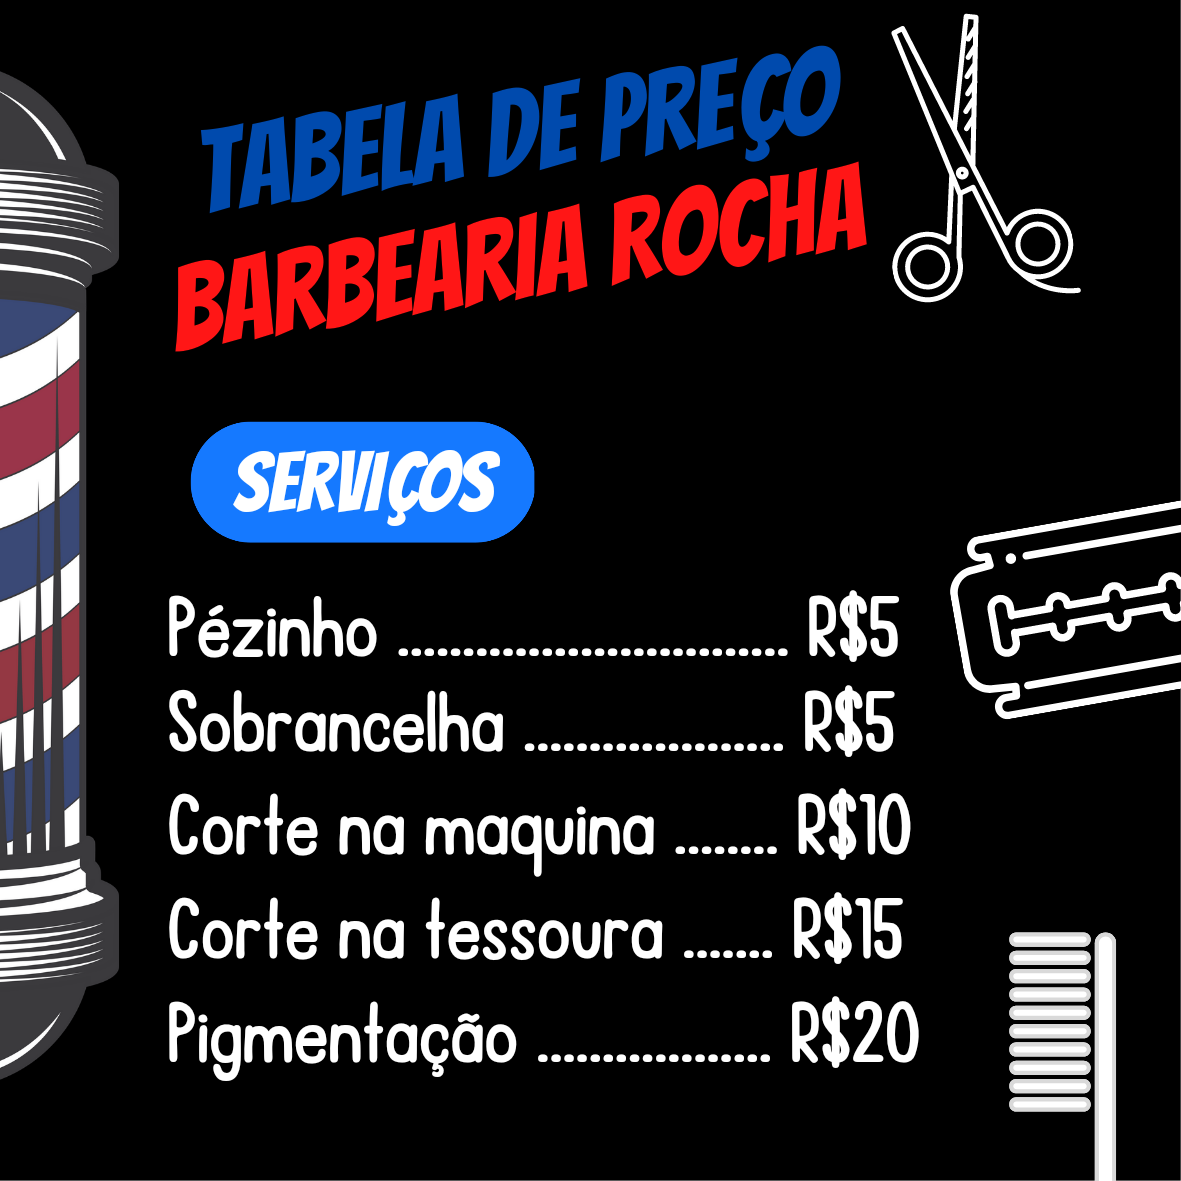 TABELA DE PREÇO
BARBEARIA ROCHA
SERVIÇOS
Pézinho .............................. R$5
Sobrancelha .................... R$5
Corte na maquina ........ R$10
Corte na tessoura ....... R$15
Pigmentação .................. R$20